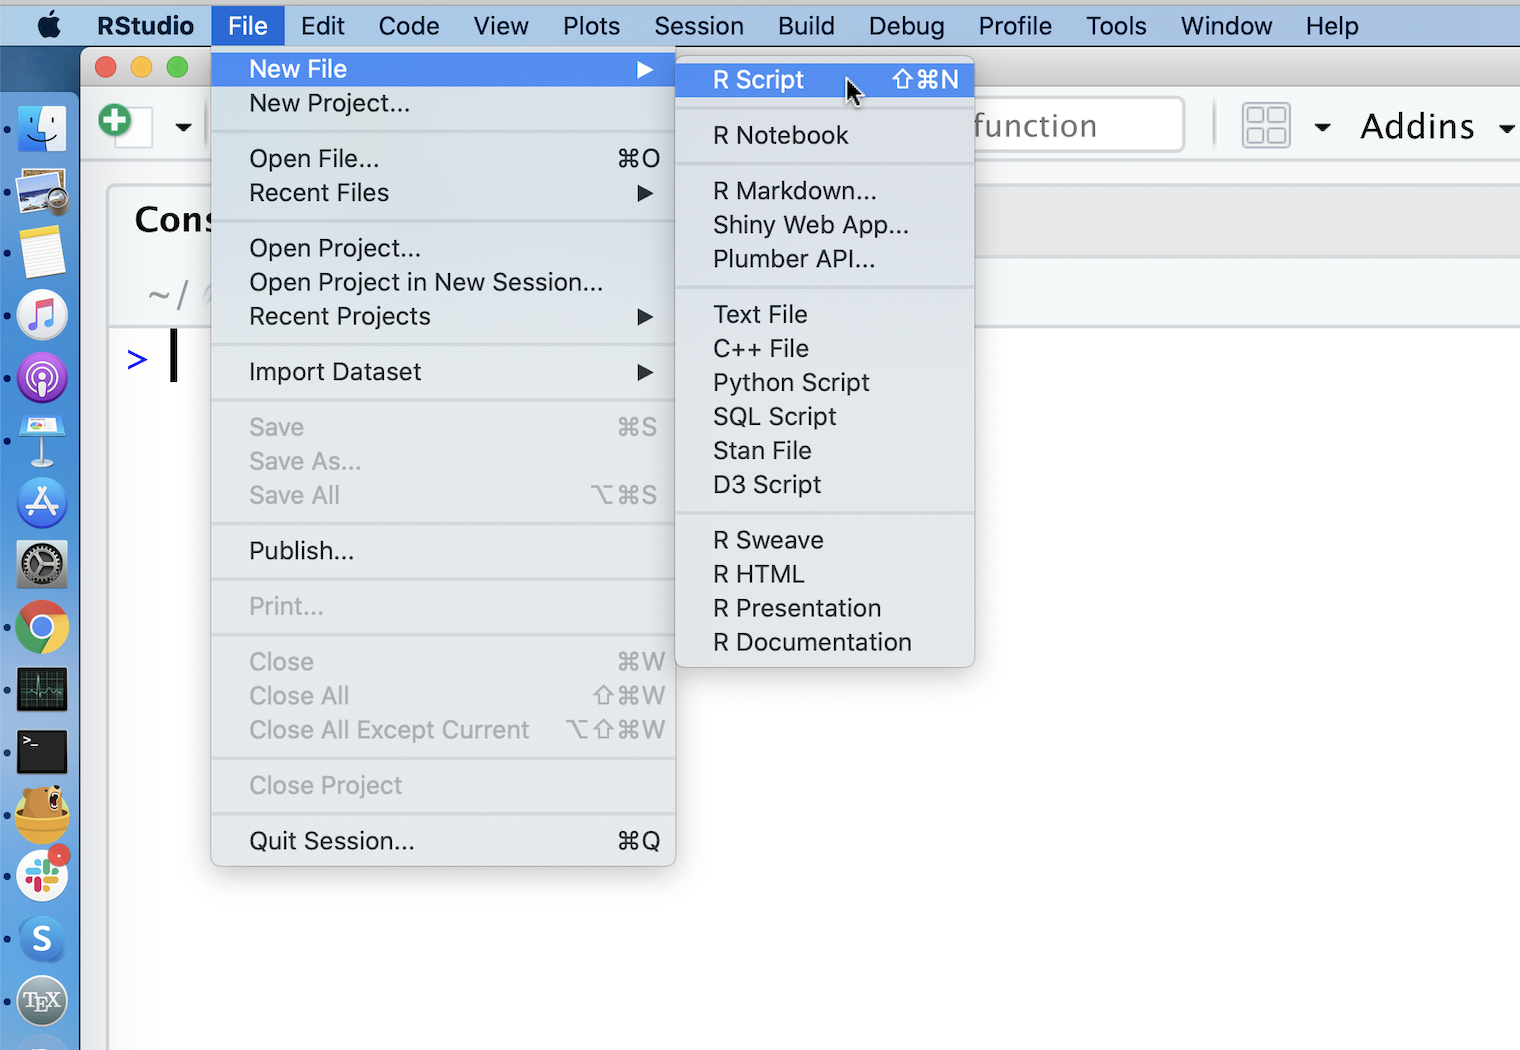 RStudio File Edit Code View Plots Session Build Debug Profile Tools Window Help
New File
New Project...
Open File... ⌘O
Recent Files
Open Project...
Open Project in New Session...
Recent Projects
Import Dataset
Save ⌘S
Save As...
Save All ⌥⌘S
Publish...
Print...
Close ⌘W
Close All ⇧⌘W
Close All Except Current ⌥⇧⌘W
Close Project
Quit Session... ⌘Q
R Script ⇧⌘N
R Notebook
R Markdown...
Shiny Web App...
Plumber API...
Text File
C++ File
Python Script
SQL Script
Stan File
D3 Script
R Sweave
R HTML
R Presentation
R Documentation
function
Addins
Cons
~/
>
>_
S
TEX